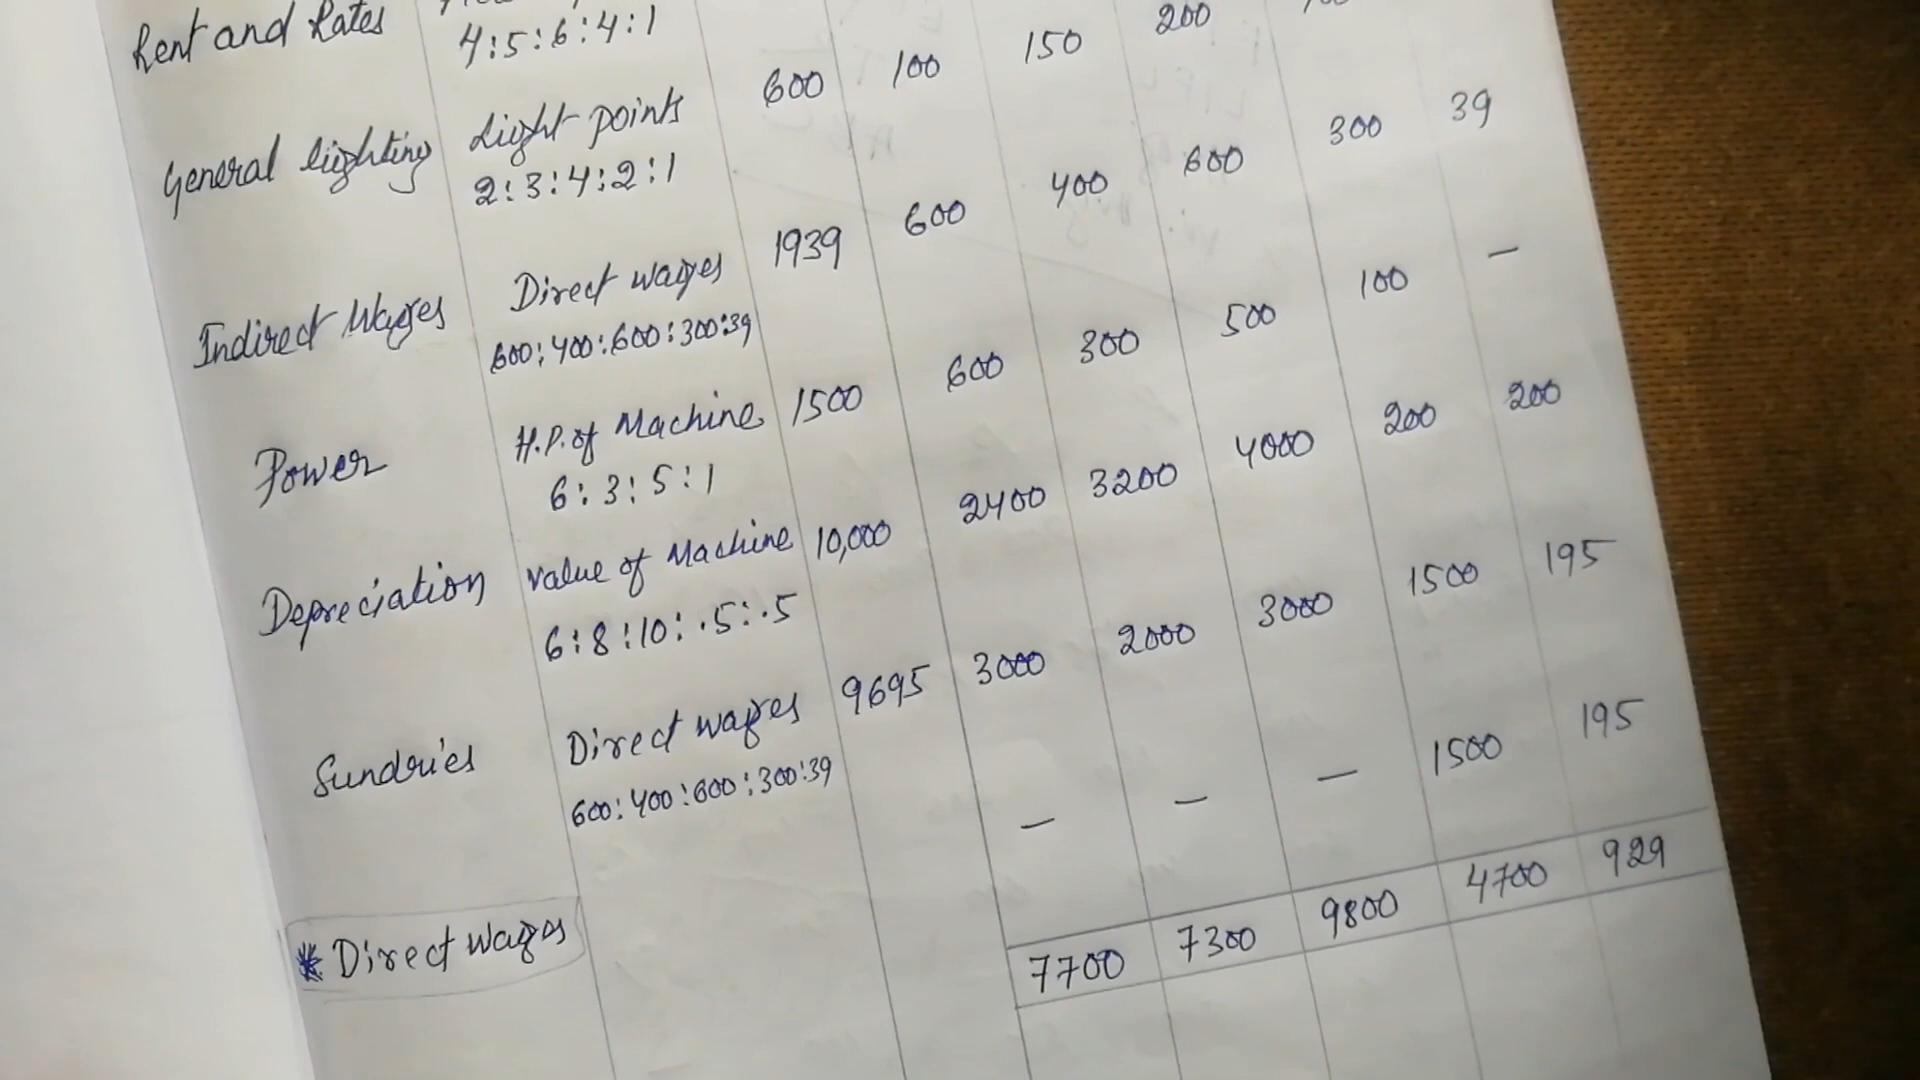 Rent and Rates
4:5:6:4:1
General lighting Light points 600 100 150 200
2:3:4:2:1
Indirect Wages Direct wages 1939 600 400 600 300 39
600:400:600:300:39
Power H.P. of Machine 1500 600 300 500 100 —
6:3:5:1
Depreciation Value of Machine 10,000 2400 3200 4000 200 200
6:8:10:.5:.5
Sundries Direct wages 9695 3000 2000 3000 1500 195
600:400:600:300:39
* Direct Wages — — — 1500 195
7700 7300 9800 4700 929